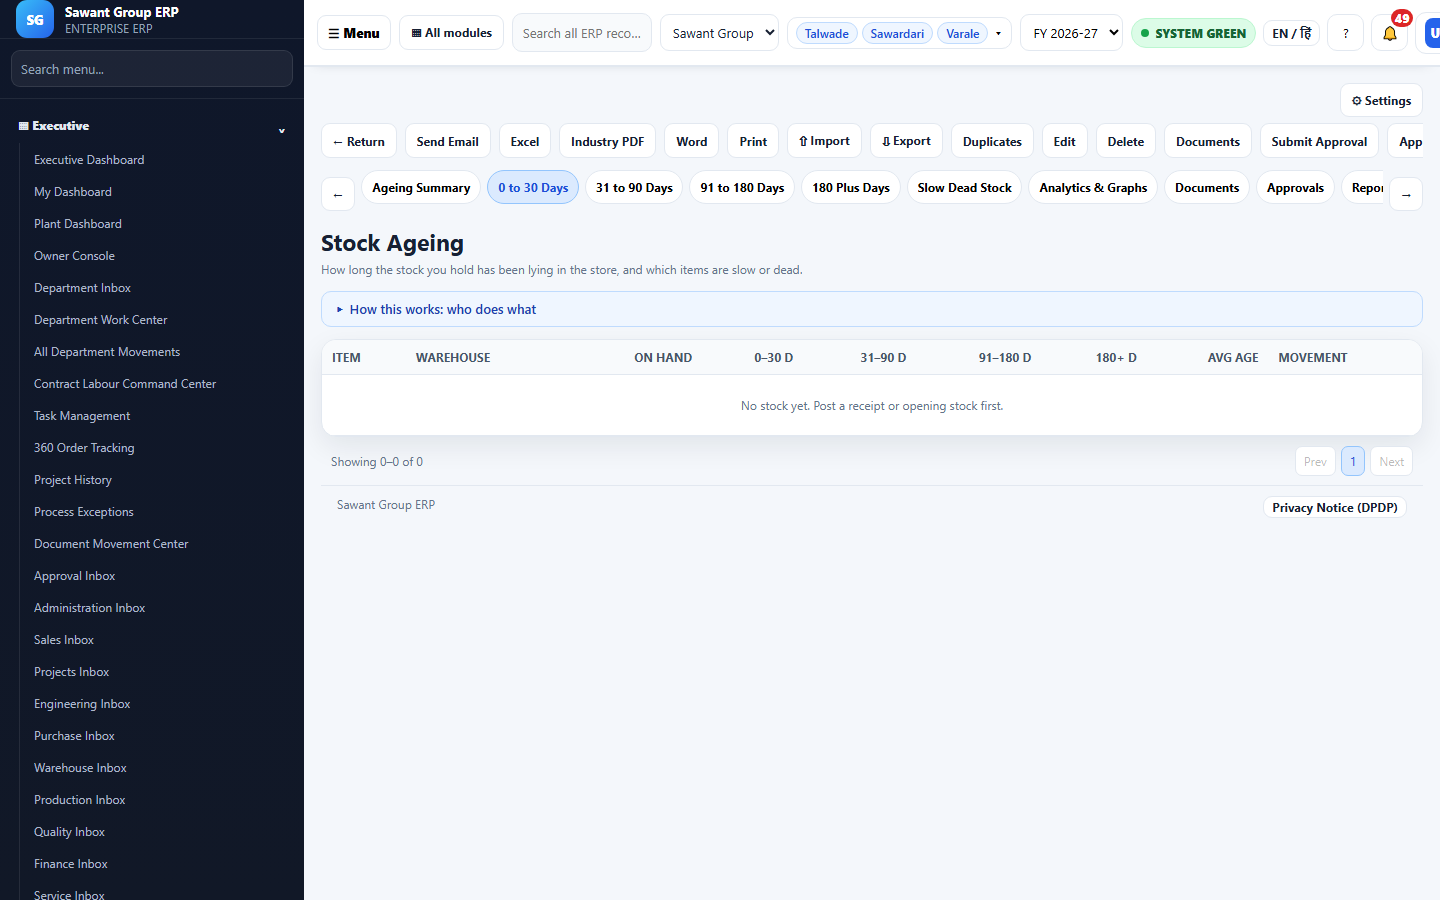 SG
Sawant Group ERP
ENTERPRISE ERP
Search menu...
Executive
Executive Dashboard
My Dashboard
Plant Dashboard
Owner Console
Department Inbox
Department Work Center
All Department Movements
Contract Labour Command Center
Task Management
360 Order Tracking
Project History
Process Exceptions
Document Movement Center
Approval Inbox
Administration Inbox
Sales Inbox
Projects Inbox
Engineering Inbox
Purchase Inbox
Warehouse Inbox
Production Inbox
Quality Inbox
Finance Inbox
Service Inbox
☰ Menu
All modules
Search all ERP reco...
Sawant Group
Talwade Sawardari Varale
FY 2026-27
SYSTEM GREEN
EN / हिं
?
49
U
⚙ Settings
← Return
Send Email
Excel
Industry PDF
Word
Print
⇧ Import
⇩ Export
Duplicates
Edit
Delete
Documents
Submit Approval
App
←
Ageing Summary
0 to 30 Days
31 to 90 Days
91 to 180 Days
180 Plus Days
Slow Dead Stock
Analytics & Graphs
Documents
Approvals
Repor
→
Stock Ageing
How long the stock you hold has been lying in the store, and which items are slow or dead.
▸ How this works: who does what
ITEM WAREHOUSE ON HAND 0–30 D 31–90 D 91–180 D 180+ D AVG AGE MOVEMENT
No stock yet. Post a receipt or opening stock first.
Showing 0–0 of 0
Prev 1 Next
Sawant Group ERP
Privacy Notice (DPDP)